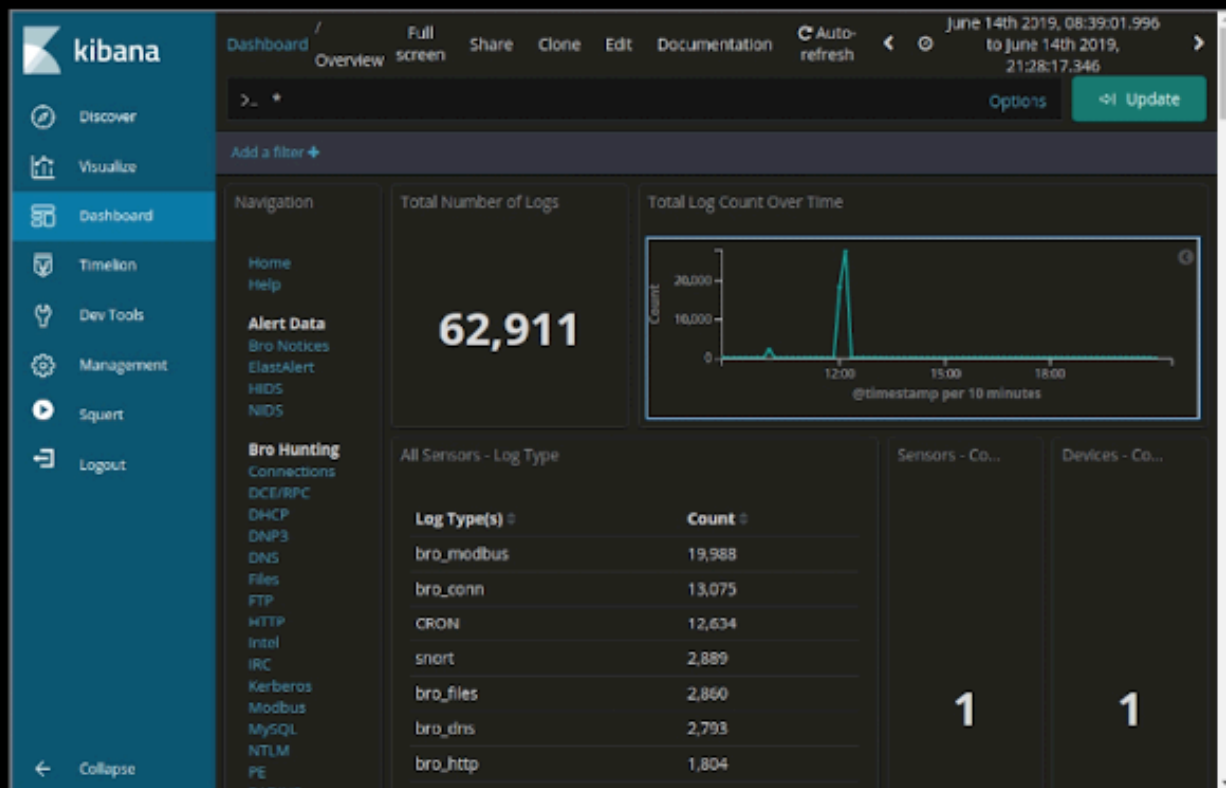 kibana
Discover
Visualize
Dashboard
Timelion
Dev Tools
Management
Squert
Logout
Collapse
Dashboard / Overview
Full screen
Share
Clone
Edit
Documentation
Auto-refresh
June 14th 2019, 08:39:01.996
to June 14th 2019,
21:28:17.346
>_ *
Options
Update
Add a filter +
Navigation
Home
Help
Alert Data
Bro Notices
ElastAlert
HIDS
NIDS
Bro Hunting
Connections
DCE/RPC
DHCP
DNP3
DNS
Files
FTP
HTTP
Intel
IRC
Kerberos
Modbus
MySQL
NTLM
PE
Total Number of Logs
62,911
Total Log Count Over Time
Count
20,000
10,000
0
12:00 15:00 18:00
@timestamp per 10 minutes
All Sensors - Log Type
Log Type(s) Count
bro_modbus 19,988
bro_conn 13,075
CRON 12,634
snort 2,889
bro_files 2,860
bro_dns 2,793
bro_http 1,804
Sensors - Co...
1
Devices - Co...
1